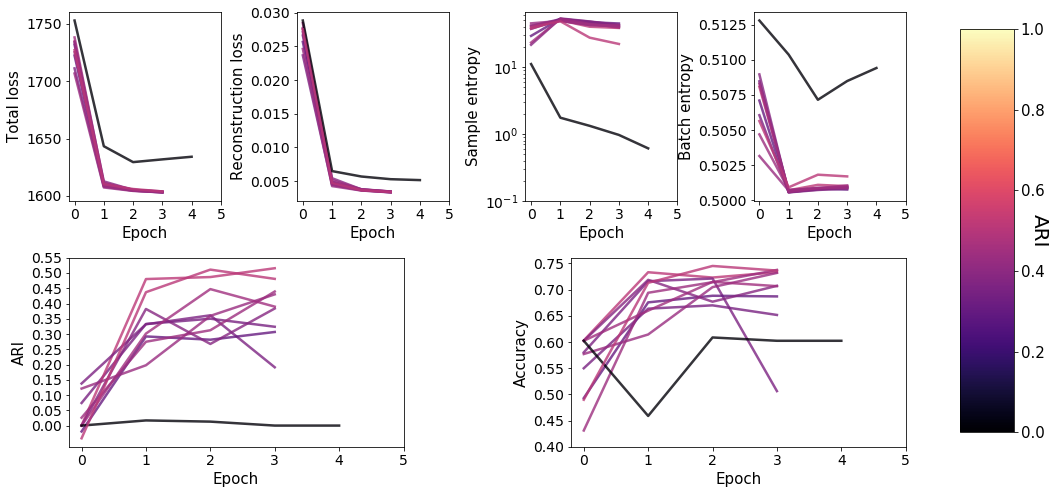 1750
1700
1650
1600
Total loss
0 1 2 3 4 5
Epoch
0.030
0.025
0.020
0.015
0.010
0.005
Reconstruction loss
0 1 2 3 4 5
Epoch
10^1
10^0
10^-1
Sample entropy
0 1 2 3 4 5
Epoch
0.5125
0.5100
0.5075
0.5050
0.5025
0.5000
Batch entropy
0 1 2 3 4 5
Epoch
0.55
0.50
0.45
0.40
0.35
0.30
0.25
0.20
0.15
0.10
0.05
0.00
ARI
0 1 2 3 4 5
Epoch
0.75
0.70
0.65
0.60
0.55
0.50
0.45
0.40
Accuracy
0 1 2 3 4 5
Epoch
1.0
0.8
0.6
0.4
0.2
0.0
ARI